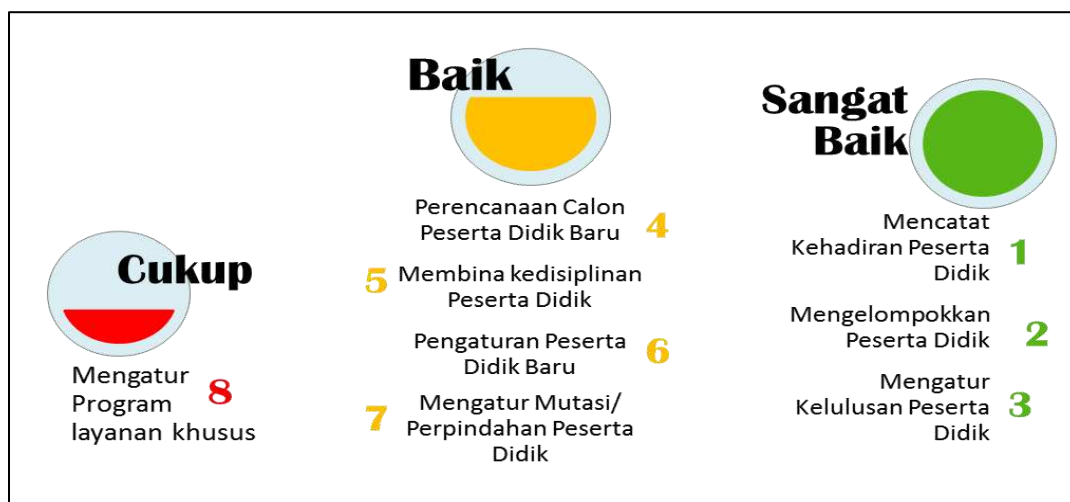 Cukup
Mengatur
Program
layanan khusus
8
Baik
Perencanaan Calon
Peserta Didik Baru
4
5
Membina kedisiplinan
Peserta Didik
Pengaturan Peserta
Didik Baru
6
7
Mengatur Mutasi/
Perpindahan Peserta
Didik
Sangat
Baik
Mencatat
Kehadiran Peserta
Didik
1
Mengelompokkan
Peserta Didik
2
Mengatur
Kelulusan Peserta
Didik
3